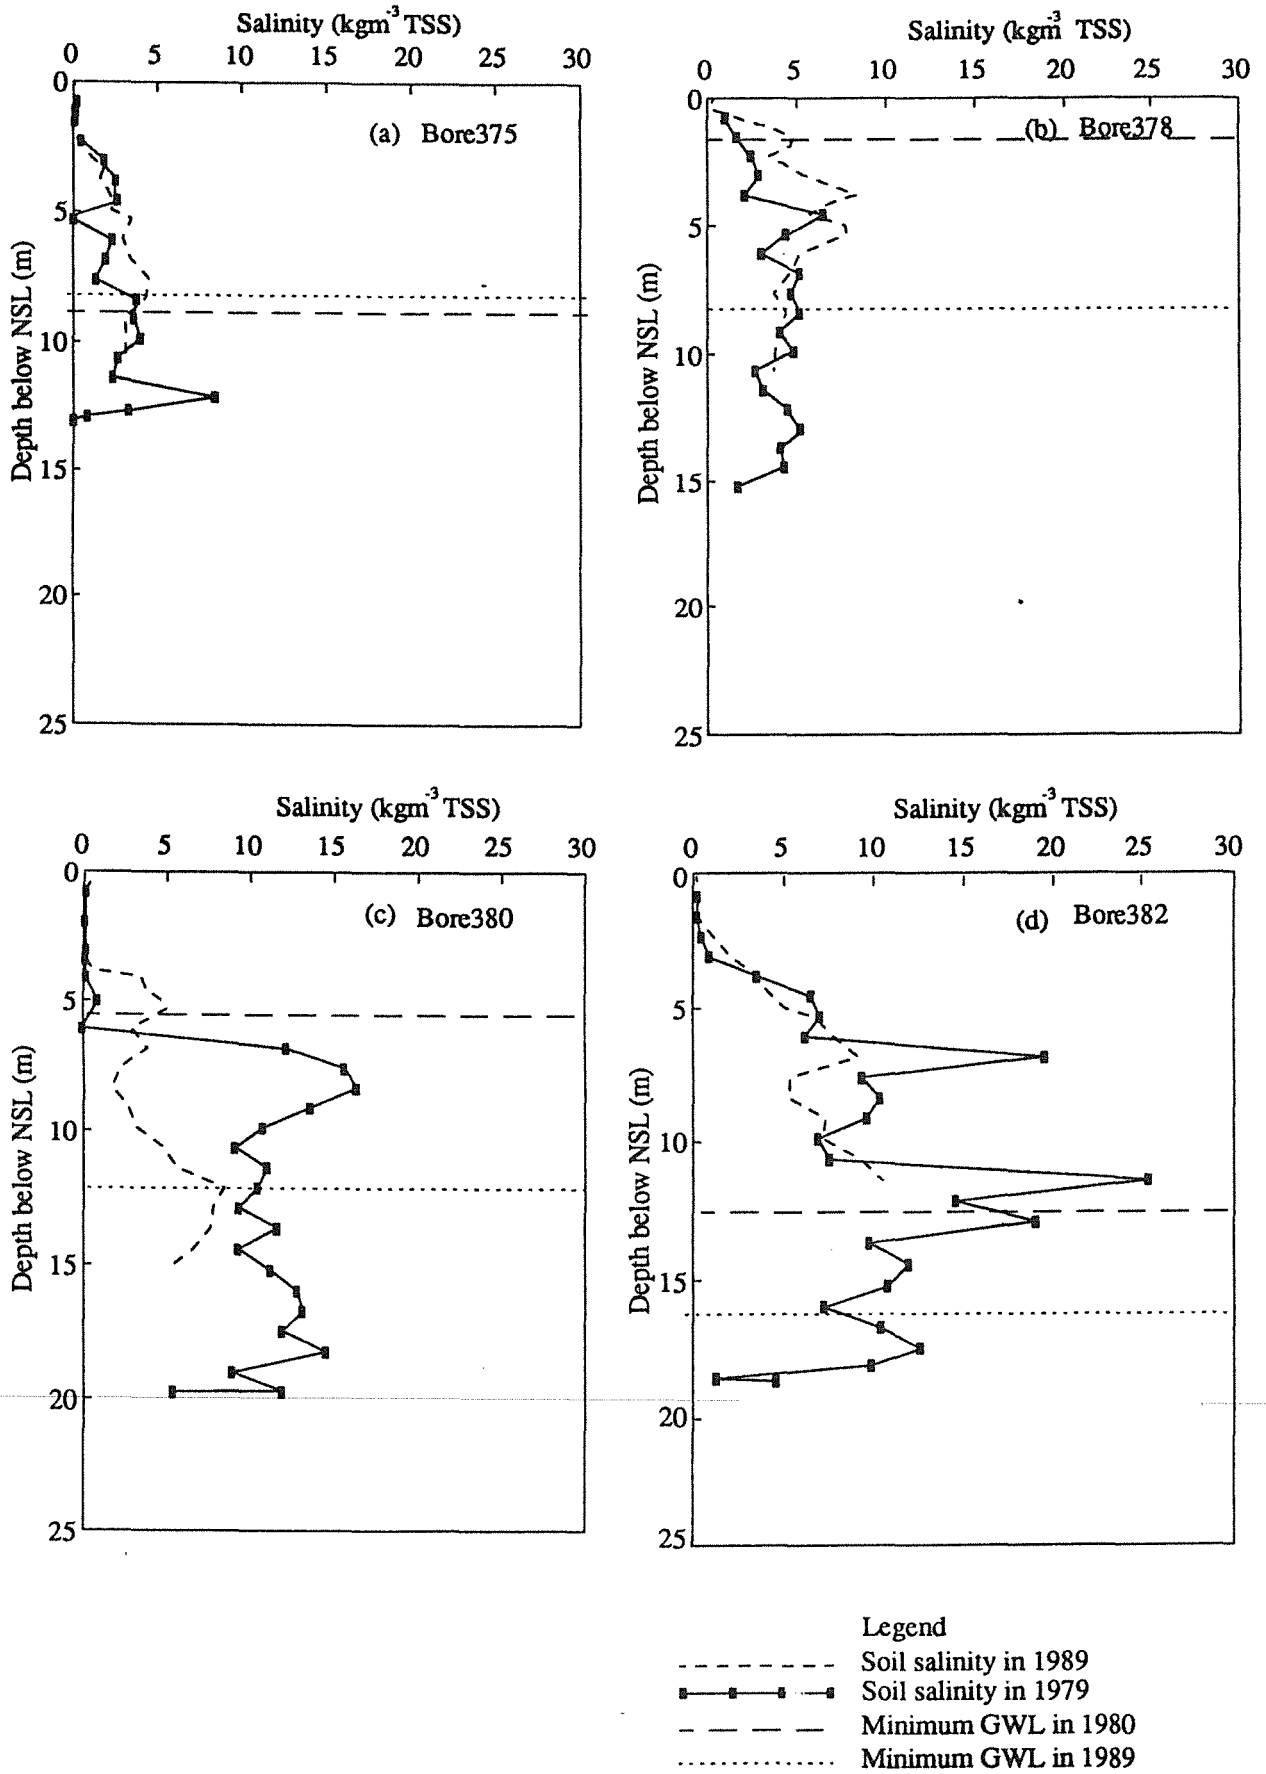 Salinity (kgm-3 TSS)
0 5 10 15 20 25 30
0
5
10
15
20
25
Depth below NSL (m)
(a) Bore375
Salinity (kgm-3 TSS)
0 5 10 15 20 25 30
0
5
10
15
20
25
Depth below NSL (m)
(b) Bore378
Salinity (kgm-3 TSS)
0 5 10 15 20 25 30
0
5
10
15
20
25
Depth below NSL (m)
(c) Bore380
Salinity (kgm-3 TSS)
0 5 10 15 20 25 30
0
5
10
15
20
25
Depth below NSL (m)
(d) Bore382
Legend
Soil salinity in 1989
Soil salinity in 1979
Minimum GWL in 1980
Minimum GWL in 1989